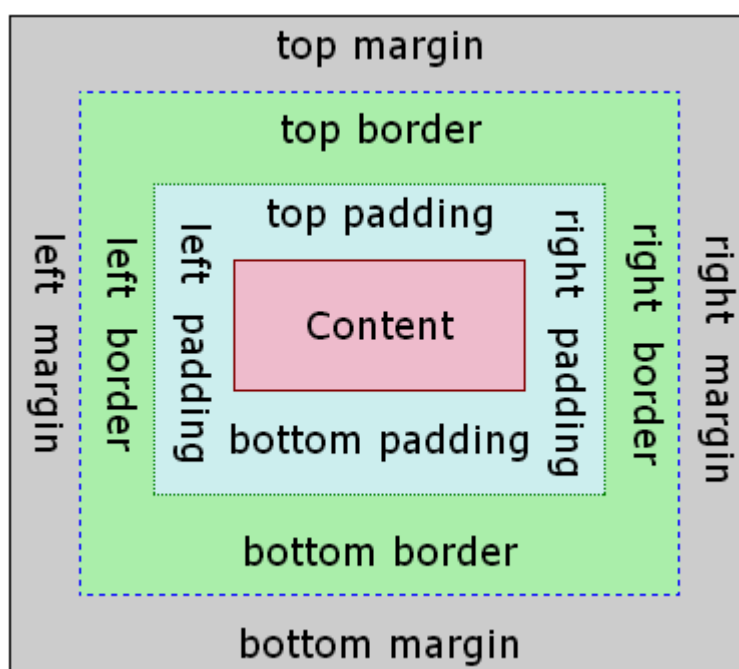 top margin
top border
top padding
left margin
left border
left padding
Content
right padding
right border
right margin
bottom padding
bottom border
bottom margin